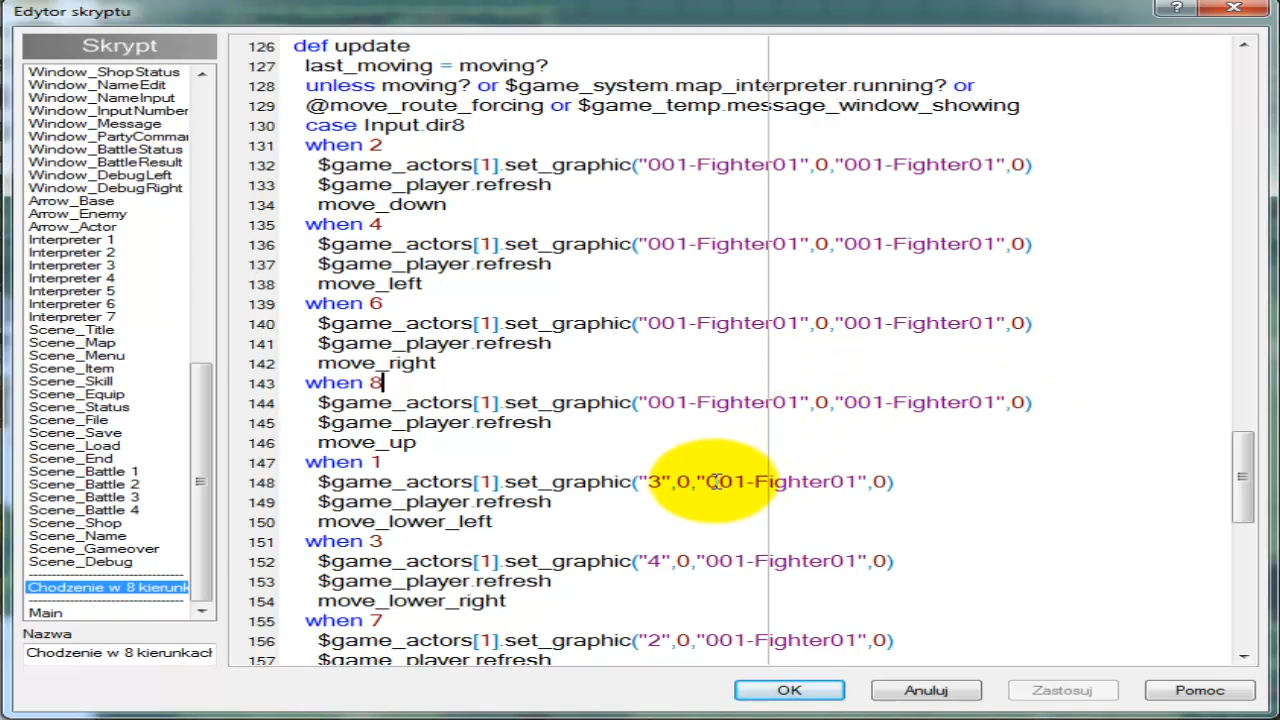 Edytor skryptu
Skrypt
Window_ShopStatus
Window_NameEdit
Window_NameInput
Window_InputNumber
Window_Message
Window_PartyComma
Window_BattleStatus
Window_BattleResult
Window_DebugLeft
Window_DebugRight
Arrow_Base
Arrow_Enemy
Arrow_Actor
Interpreter 1
Interpreter 2
Interpreter 3
Interpreter 4
Interpreter 5
Interpreter 6
Interpreter 7
Scene_Title
Scene_Map
Scene_Menu
Scene_Item
Scene_Skill
Scene_Equip
Scene_Status
Scene_File
Scene_Save
Scene_Load
Scene_End
Scene_Battle 1
Scene_Battle 2
Scene_Battle 3
Scene_Battle 4
Scene_Shop
Scene_Name
Scene_Gameover
Scene_Debug
Chodzenie w 8 kierunk
Main
Nazwa
Chodzenie w 8 kierunkach
126 def update
127 last_moving = moving?
128 unless moving? or $game_system.map_interpreter.running? or
129 @move_route_forcing or $game_temp.message_window_showing
130 case Input.dir8
131 when 2
132 $game_actors[1].set_graphic("001-Fighter01",0,"001-Fighter01",0)
133 $game_player.refresh
134 move_down
135 when 4
136 $game_actors[1].set_graphic("001-Fighter01",0,"001-Fighter01",0)
137 $game_player.refresh
138 move_left
139 when 6
140 $game_actors[1].set_graphic("001-Fighter01",0,"001-Fighter01",0)
141 $game_player.refresh
142 move_right
143 when 8
144 $game_actors[1].set_graphic("001-Fighter01",0,"001-Fighter01",0)
145 $game_player.refresh
146 move_up
147 when 1
148 $game_actors[1].set_graphic("3",0,"001-Fighter01",0)
149 $game_player.refresh
150 move_lower_left
151 when 3
152 $game_actors[1].set_graphic("4",0,"001-Fighter01",0)
153 $game_player.refresh
154 move_lower_right
155 when 7
156 $game_actors[1].set_graphic("2",0,"001-Fighter01",0)
157 $game_player.refresh
OK Anuluj Zastosuj Pomoc